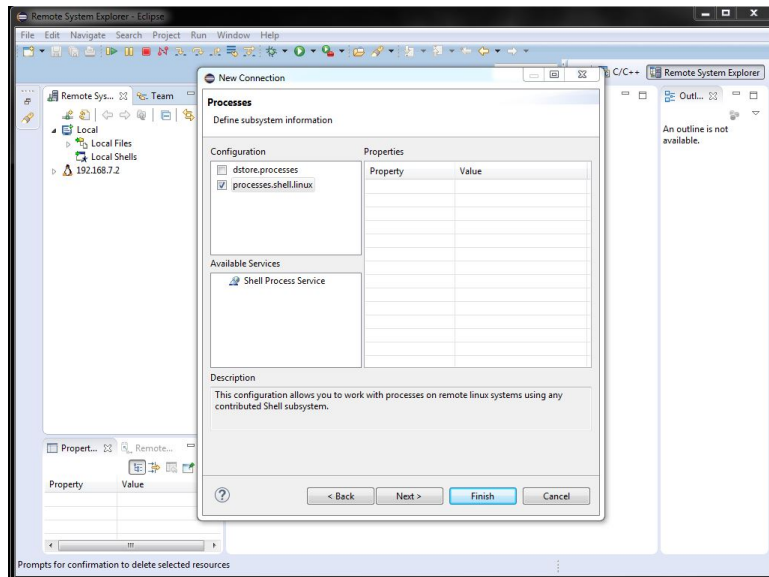 Remote System Explorer - Eclipse
File Edit Navigate Search Project Run Window Help
C/C++ Remote System Explorer
Remote Sys... Team
Local
Local Files
Local Shells
192.168.7.2
New Connection
Processes
Define subsystem information
Configuration
dstore.processes
processes.shell.linux
Available Services
Shell Process Service
Properties
Property Value
Description
This configuration allows you to work with processes on remote linux systems using any
contributed Shell subsystem.
< Back Next > Finish Cancel
Outl...
An outline is not
available.
Propert... Remote...
Property Value
Prompts for confirmation to delete selected resources